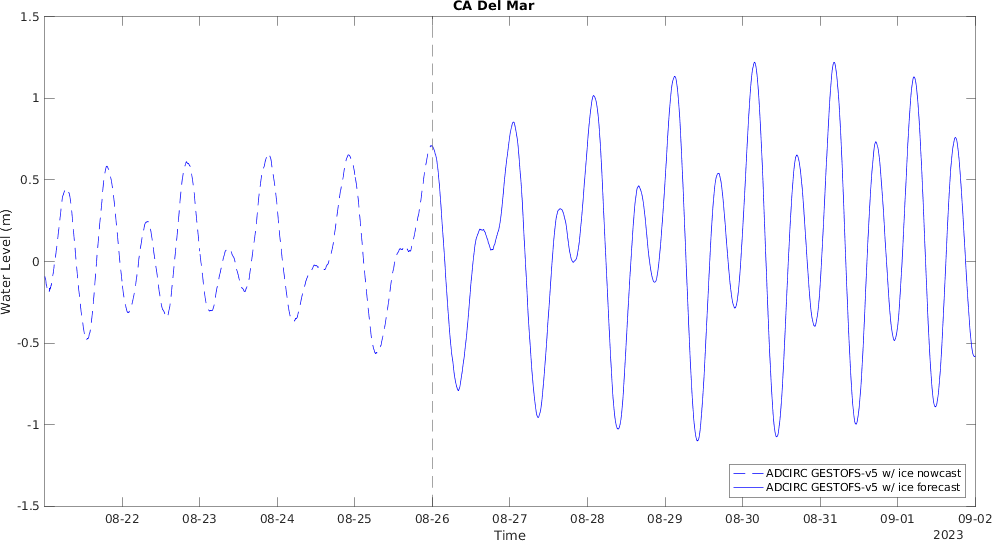 CA Del Mar
1.5
1
0.5
0
-0.5
-1
-1.5
Water Level (m)
08-22 08-23 08-24 08-25 08-26 08-27 08-28 08-29 08-30 08-31 09-01 09-02
Time
2023
ADCIRC GESTOFS-v5 w/ ice nowcast
ADCIRC GESTOFS-v5 w/ ice forecast